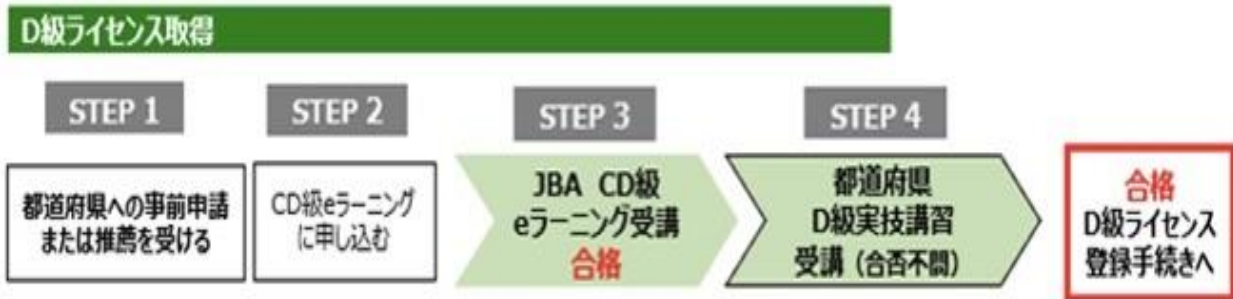 D級ライセンス取得
STEP 1
STEP 2
STEP 3
STEP 4
都道府県への事前申請
または推薦を受ける
CD級eラーニング
に申し込む
JBA CD級
eラーニング受講
合格
都道府県
D級実技講習
受講（合否不問）
合格
D級ライセンス
登録手続きへ